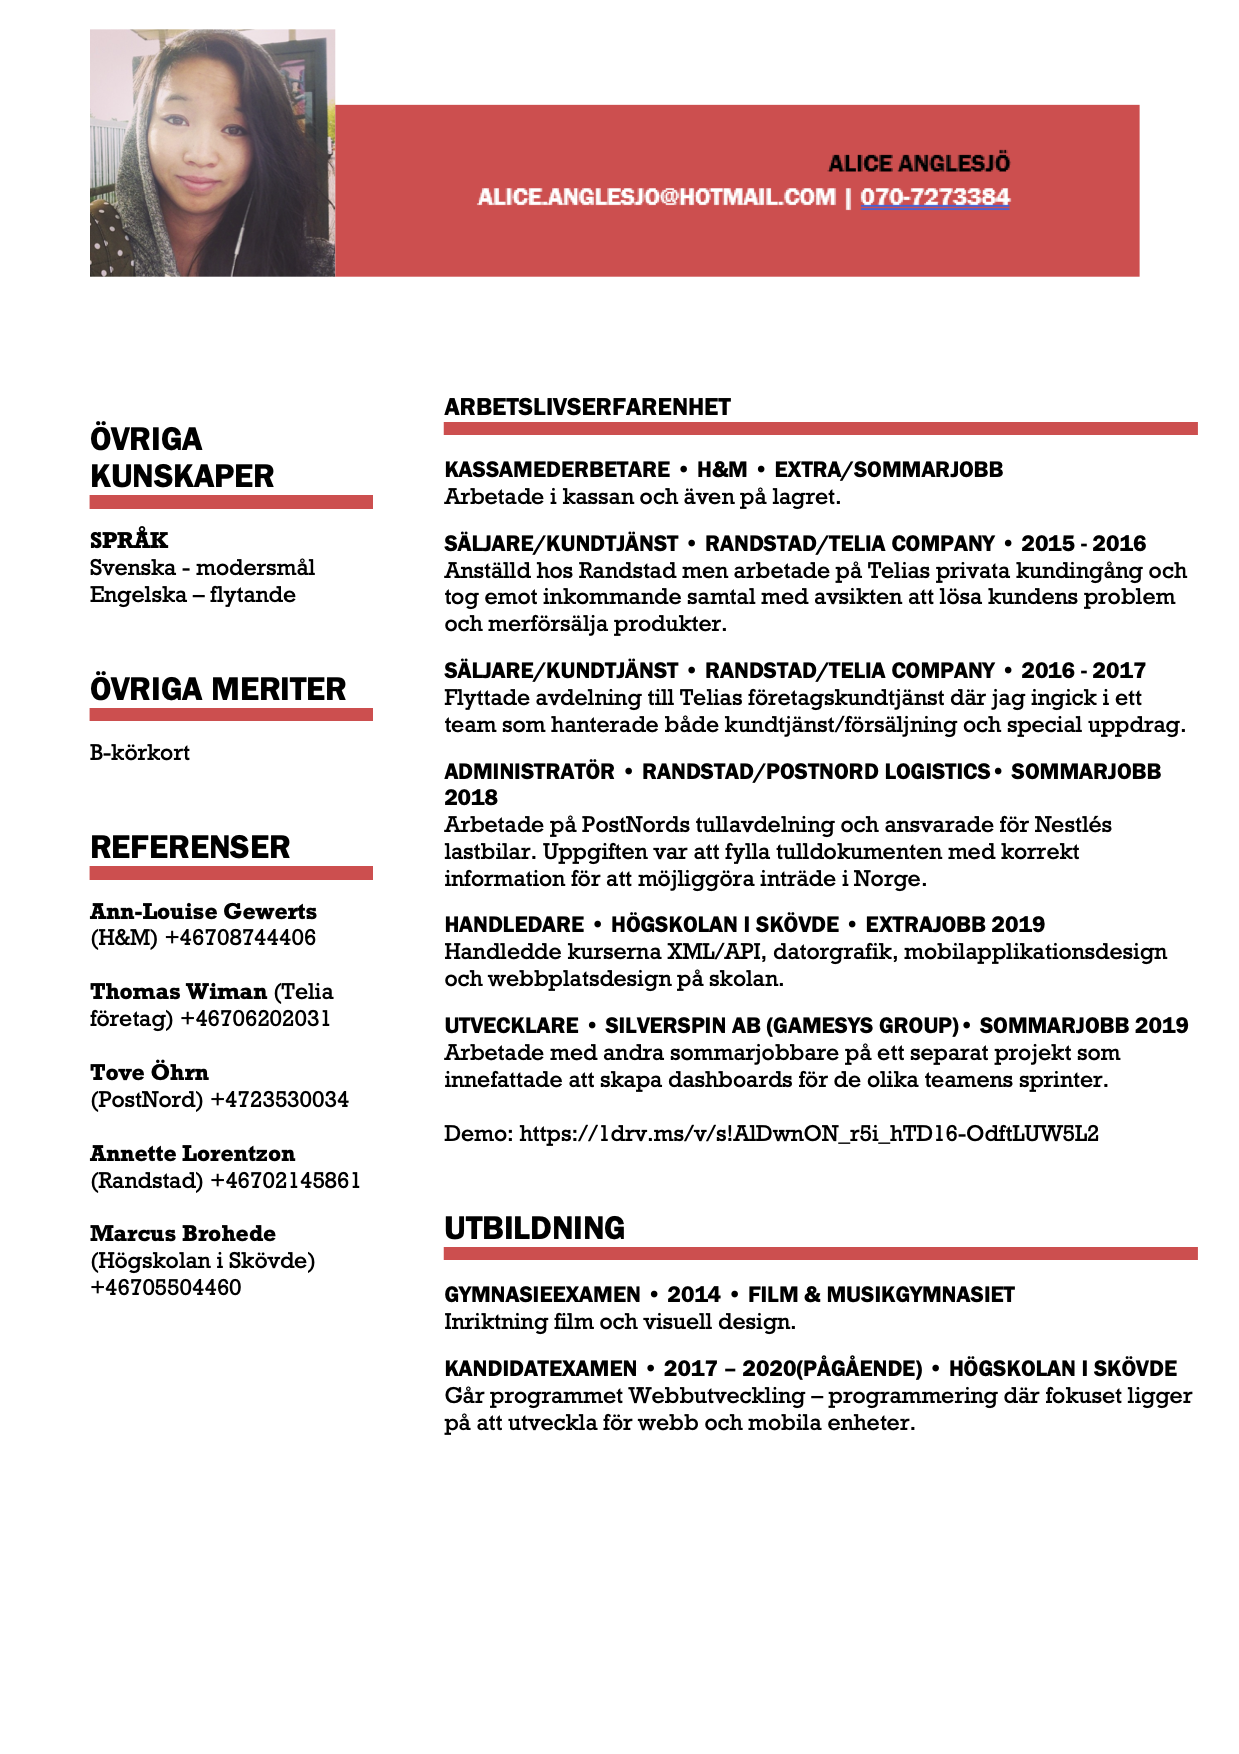 ALICE ANGLESJÖ
ALICE.ANGLESJO@HOTMAIL.COM | 070-7273384
ÖVRIGA
KUNSKAPER
SPRÅK
Svenska - modersmål
Engelska – flytande
ÖVRIGA MERITER
B-körkort
REFERENSER
Ann-Louise Gewerts
(H&M) +46708744406
Thomas Wiman (Telia
företag) +46706202031
Tove Öhrn
(PostNord) +4723530034
Annette Lorentzon
(Randstad) +46702145861
Marcus Brohede
(Högskolan i Skövde)
+46705504460
ARBETSLIVSERFARENHET
KASSAMEDERBETARE • H&M • EXTRA/SOMMARJOBB
Arbetade i kassan och även på lagret.
SÄLJARE/KUNDTJÄNST • RANDSTAD/TELIA COMPANY • 2015 - 2016
Anställd hos Randstad men arbetade på Telias privata kundingång och
tog emot inkommande samtal med avsikten att lösa kundens problem
och merförsälja produkter.
SÄLJARE/KUNDTJÄNST • RANDSTAD/TELIA COMPANY • 2016 - 2017
Flyttade avdelning till Telias företagskundtjänst där jag ingick i ett
team som hanterade både kundtjänst/försäljning och special uppdrag.
ADMINISTRATÖR • RANDSTAD/POSTNORD LOGISTICS• SOMMARJOBB
2018
Arbetade på PostNords tullavdelning och ansvarade för Nestlés
lastbilar. Uppgiften var att fylla tulldokumenten med korrekt
information för att möjliggöra inträde i Norge.
HANDLEDARE • HÖGSKOLAN I SKÖVDE • EXTRAJOBB 2019
Handledde kurserna XML/API, datorgrafik, mobilapplikationsdesign
och webbplatsdesign på skolan.
UTVECKLARE • SILVERSPIN AB (GAMESYS GROUP)• SOMMARJOBB 2019
Arbetade med andra sommarjobbare på ett separat projekt som
innefattade att skapa dashboards för de olika teamens sprinter.
Demo: https://1drv.ms/v/s!AlDwnON_r5i_hTD16-OdftLUW5L2
UTBILDNING
GYMNASIEEXAMEN • 2014 • FILM & MUSIKGYMNASIET
Inriktning film och visuell design.
KANDIDATEXAMEN • 2017 – 2020(PÅGÅENDE) • HÖGSKOLAN I SKÖVDE
Går programmet Webbutveckling – programmering där fokuset ligger
på att utveckla för webb och mobila enheter.